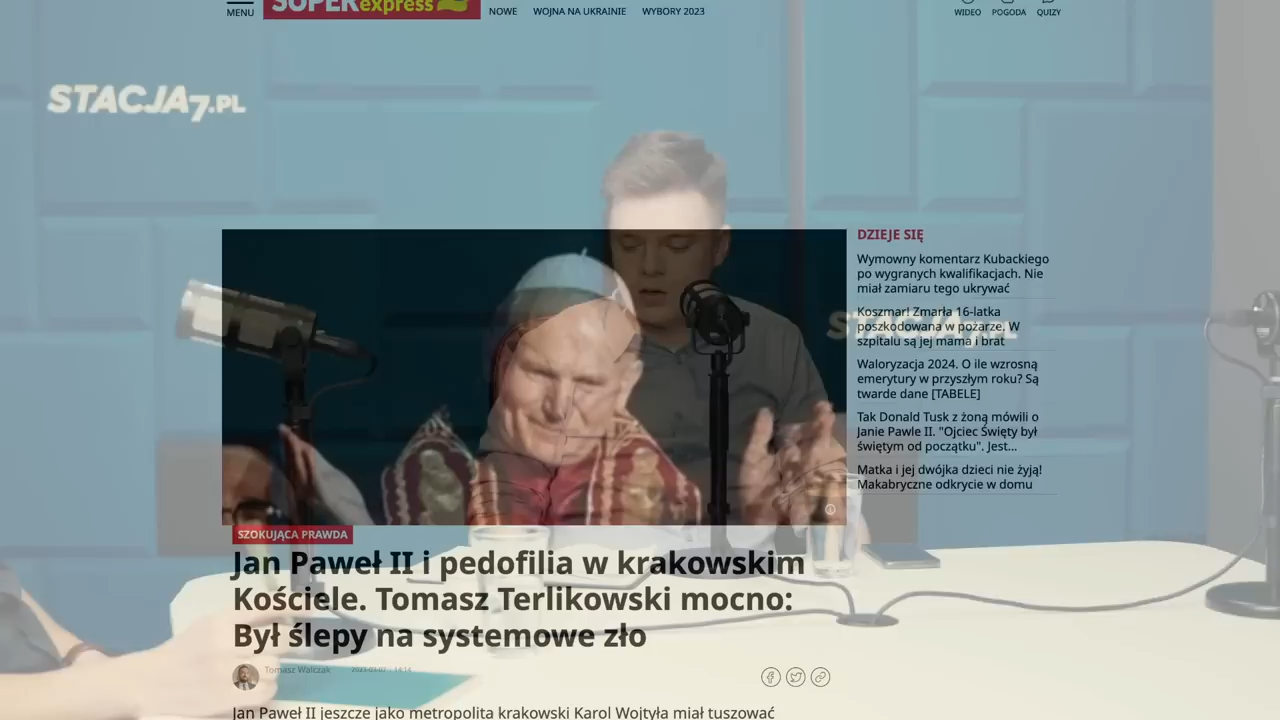 MENU
SUPER express
NOWE
WOJNA NA UKRAINIE
WYBORY 2023
WIDEO
POGODA
QUIZY
STACJA7.PL
DZIEJE SIĘ
Wymowny komentarz Kubackiego
po wygranych kwalifikacjach. Nie
miał zamiaru tego ukrywać
Koszmar! Zmarła 16-latka
poszkodowana w pożarze. W
szpitalu są jej mama i brat
Waloryzacja 2024. O ile wzrosną
emerytury w przyszłym roku? Są
twarde dane [TABELE]
Tak Donald Tusk z żoną mówili o
Janie Pawle II. "Ojciec Święty był
świętym od początku". Jest...
Matka i jej dwójka dzieci nie żyją!
Makabryczne odkrycie w domu
SZOKUJĄCA PRAWDA
Jan Paweł II i pedofilia w krakowskim
Kościele. Tomasz Terlikowski mocno:
Był ślepy na systemowe zło
Tomasz Walczak
2023-03-07
14:14
Jan Paweł II jeszcze jako metropolita krakowski Karol Wojtyła miał tuszować